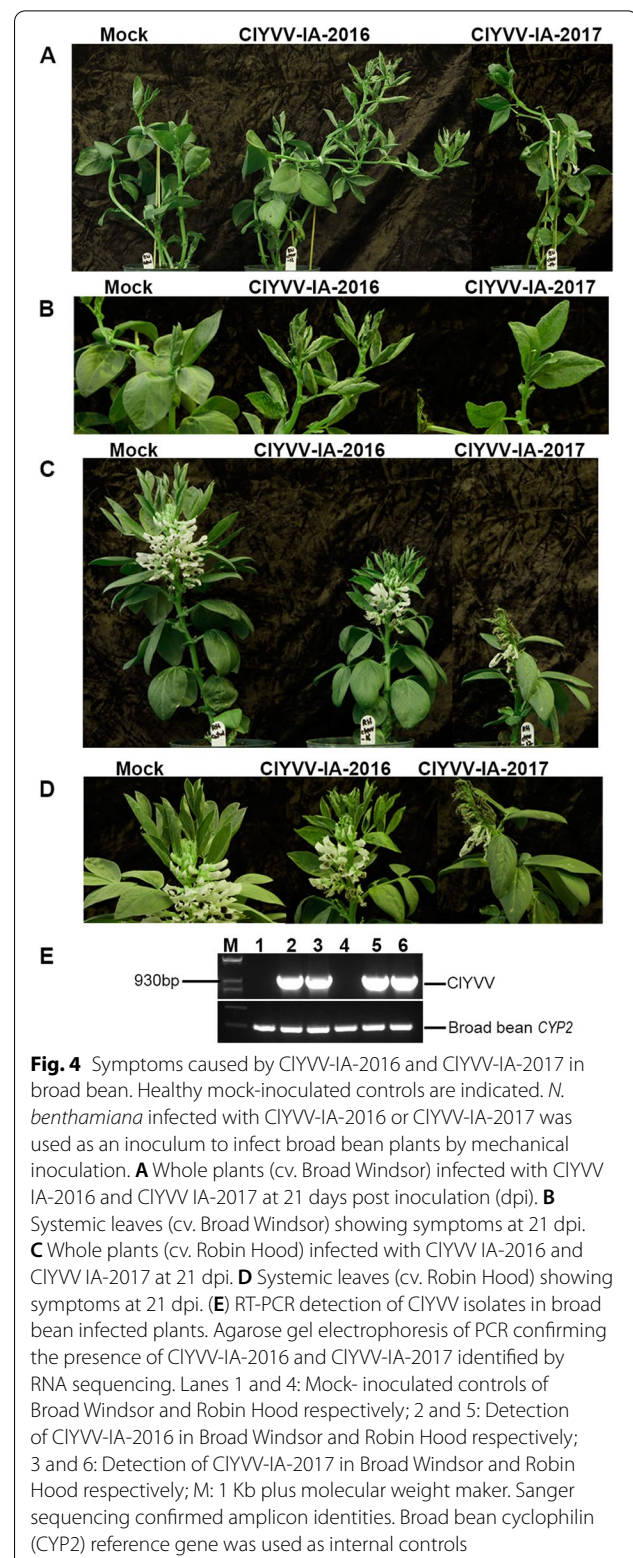 Mock CIYVV-IA-2016 CIYVV-IA-2017
A
Mock CIYVV-IA-2016 CIYVV-IA-2017
B
Mock CIYVV-IA-2016 CIYVV-IA-2017
C
Mock CIYVV-IA-2016 CIYVV-IA-2017
D
M 1 2 3 4 5 6
E
930bp CIYVV
Broad bean CYP2
Fig. 4 Symptoms caused by ClYVV-IA-2016 and ClYVV-IA-2017 in
broad bean. Healthy mock-inoculated controls are indicated. N.
benthamiana infected with ClYVV-IA-2016 or ClYVV-IA-2017 was
used as an inoculum to infect broad bean plants by mechanical
inoculation. A Whole plants (cv. Broad Windsor) infected with ClYVV
IA-2016 and ClYVV IA-2017 at 21 days post inoculation (dpi). B
Systemic leaves (cv. Broad Windsor) showing symptoms at 21 dpi.
C Whole plants (cv. Robin Hood) infected with ClYVV IA-2016 and
ClYVV IA-2017 at 21 dpi. D Systemic leaves (cv. Robin Hood) showing
symptoms at 21 dpi. (E) RT-PCR detection of ClYVV isolates in broad
bean infected plants. Agarose gel electrophoresis of PCR confirming
the presence of ClYVV-IA-2016 and ClYVV-IA-2017 identified by
RNA sequencing. Lanes 1 and 4: Mock- inoculated controls of
Broad Windsor and Robin Hood respectively; 2 and 5: Detection
of ClYVV-IA-2016 in Broad Windsor and Robin Hood respectively;
3 and 6: Detection of ClYVV-IA-2017 in Broad Windsor and Robin
Hood respectively; M: 1 Kb plus molecular weight maker. Sanger
sequencing confirmed amplicon identities. Broad bean cyclophilin
(CYP2) reference gene was used as internal controls